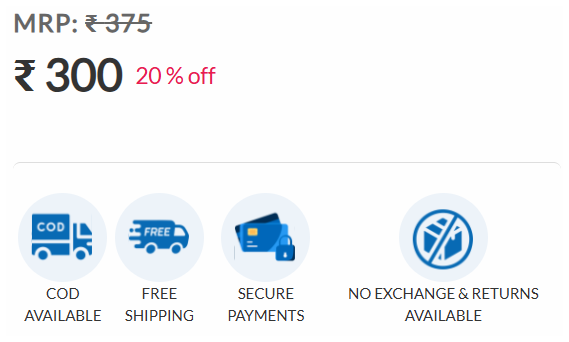 MRP: ₹ 375
₹ 300 20 % off
COD
FREE
COD AVAILABLE
FREE SHIPPING
SECURE PAYMENTS
NO EXCHANGE & RETURNS AVAILABLE